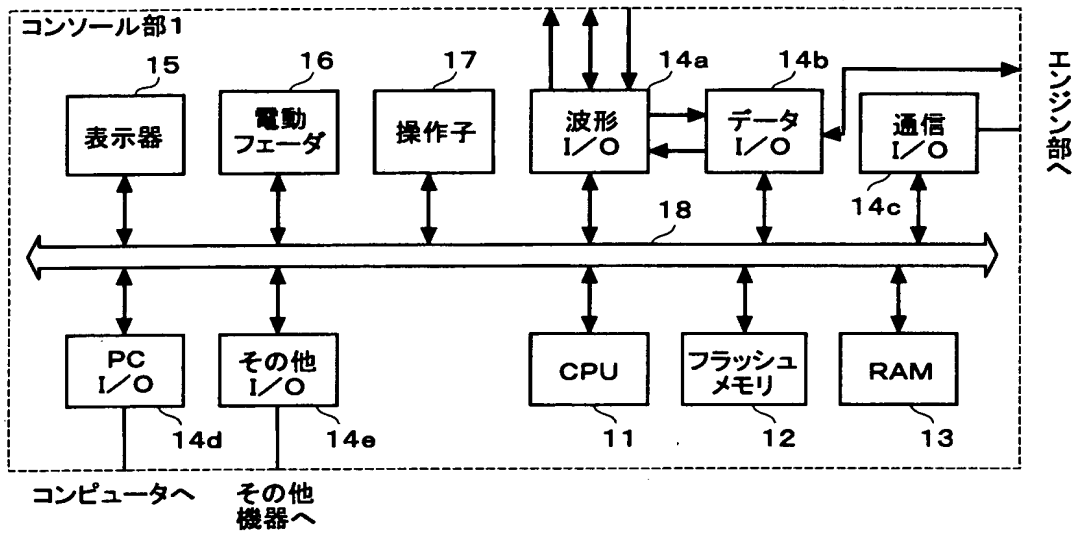 コンソール部1
15
16
17
14a
14b
表示器
電動
フェーダ
操作子
波形
I/O
データ
I/O
通信
I/O
14c
エンジン部へ
18
PC
I/O
その他
I/O
CPU
フラッシュ
メモリ
RAM
14d
14e
11
12
13
コンピュータへ
その他
機器へ